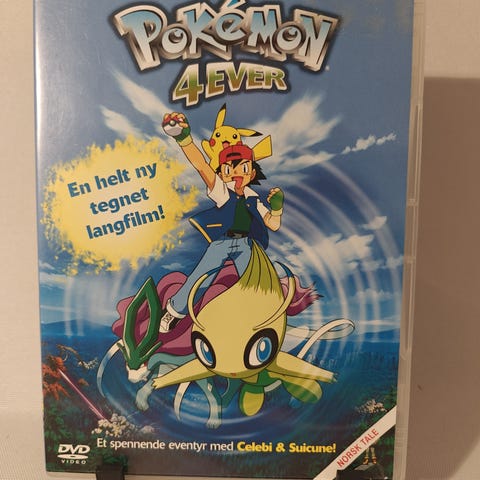 POKéMON
4EVER
En helt ny
tegnet
langfilm!
Et spennende eventyr med Celebi & Suicune!
DVD
VIDEO
NORSK TALE